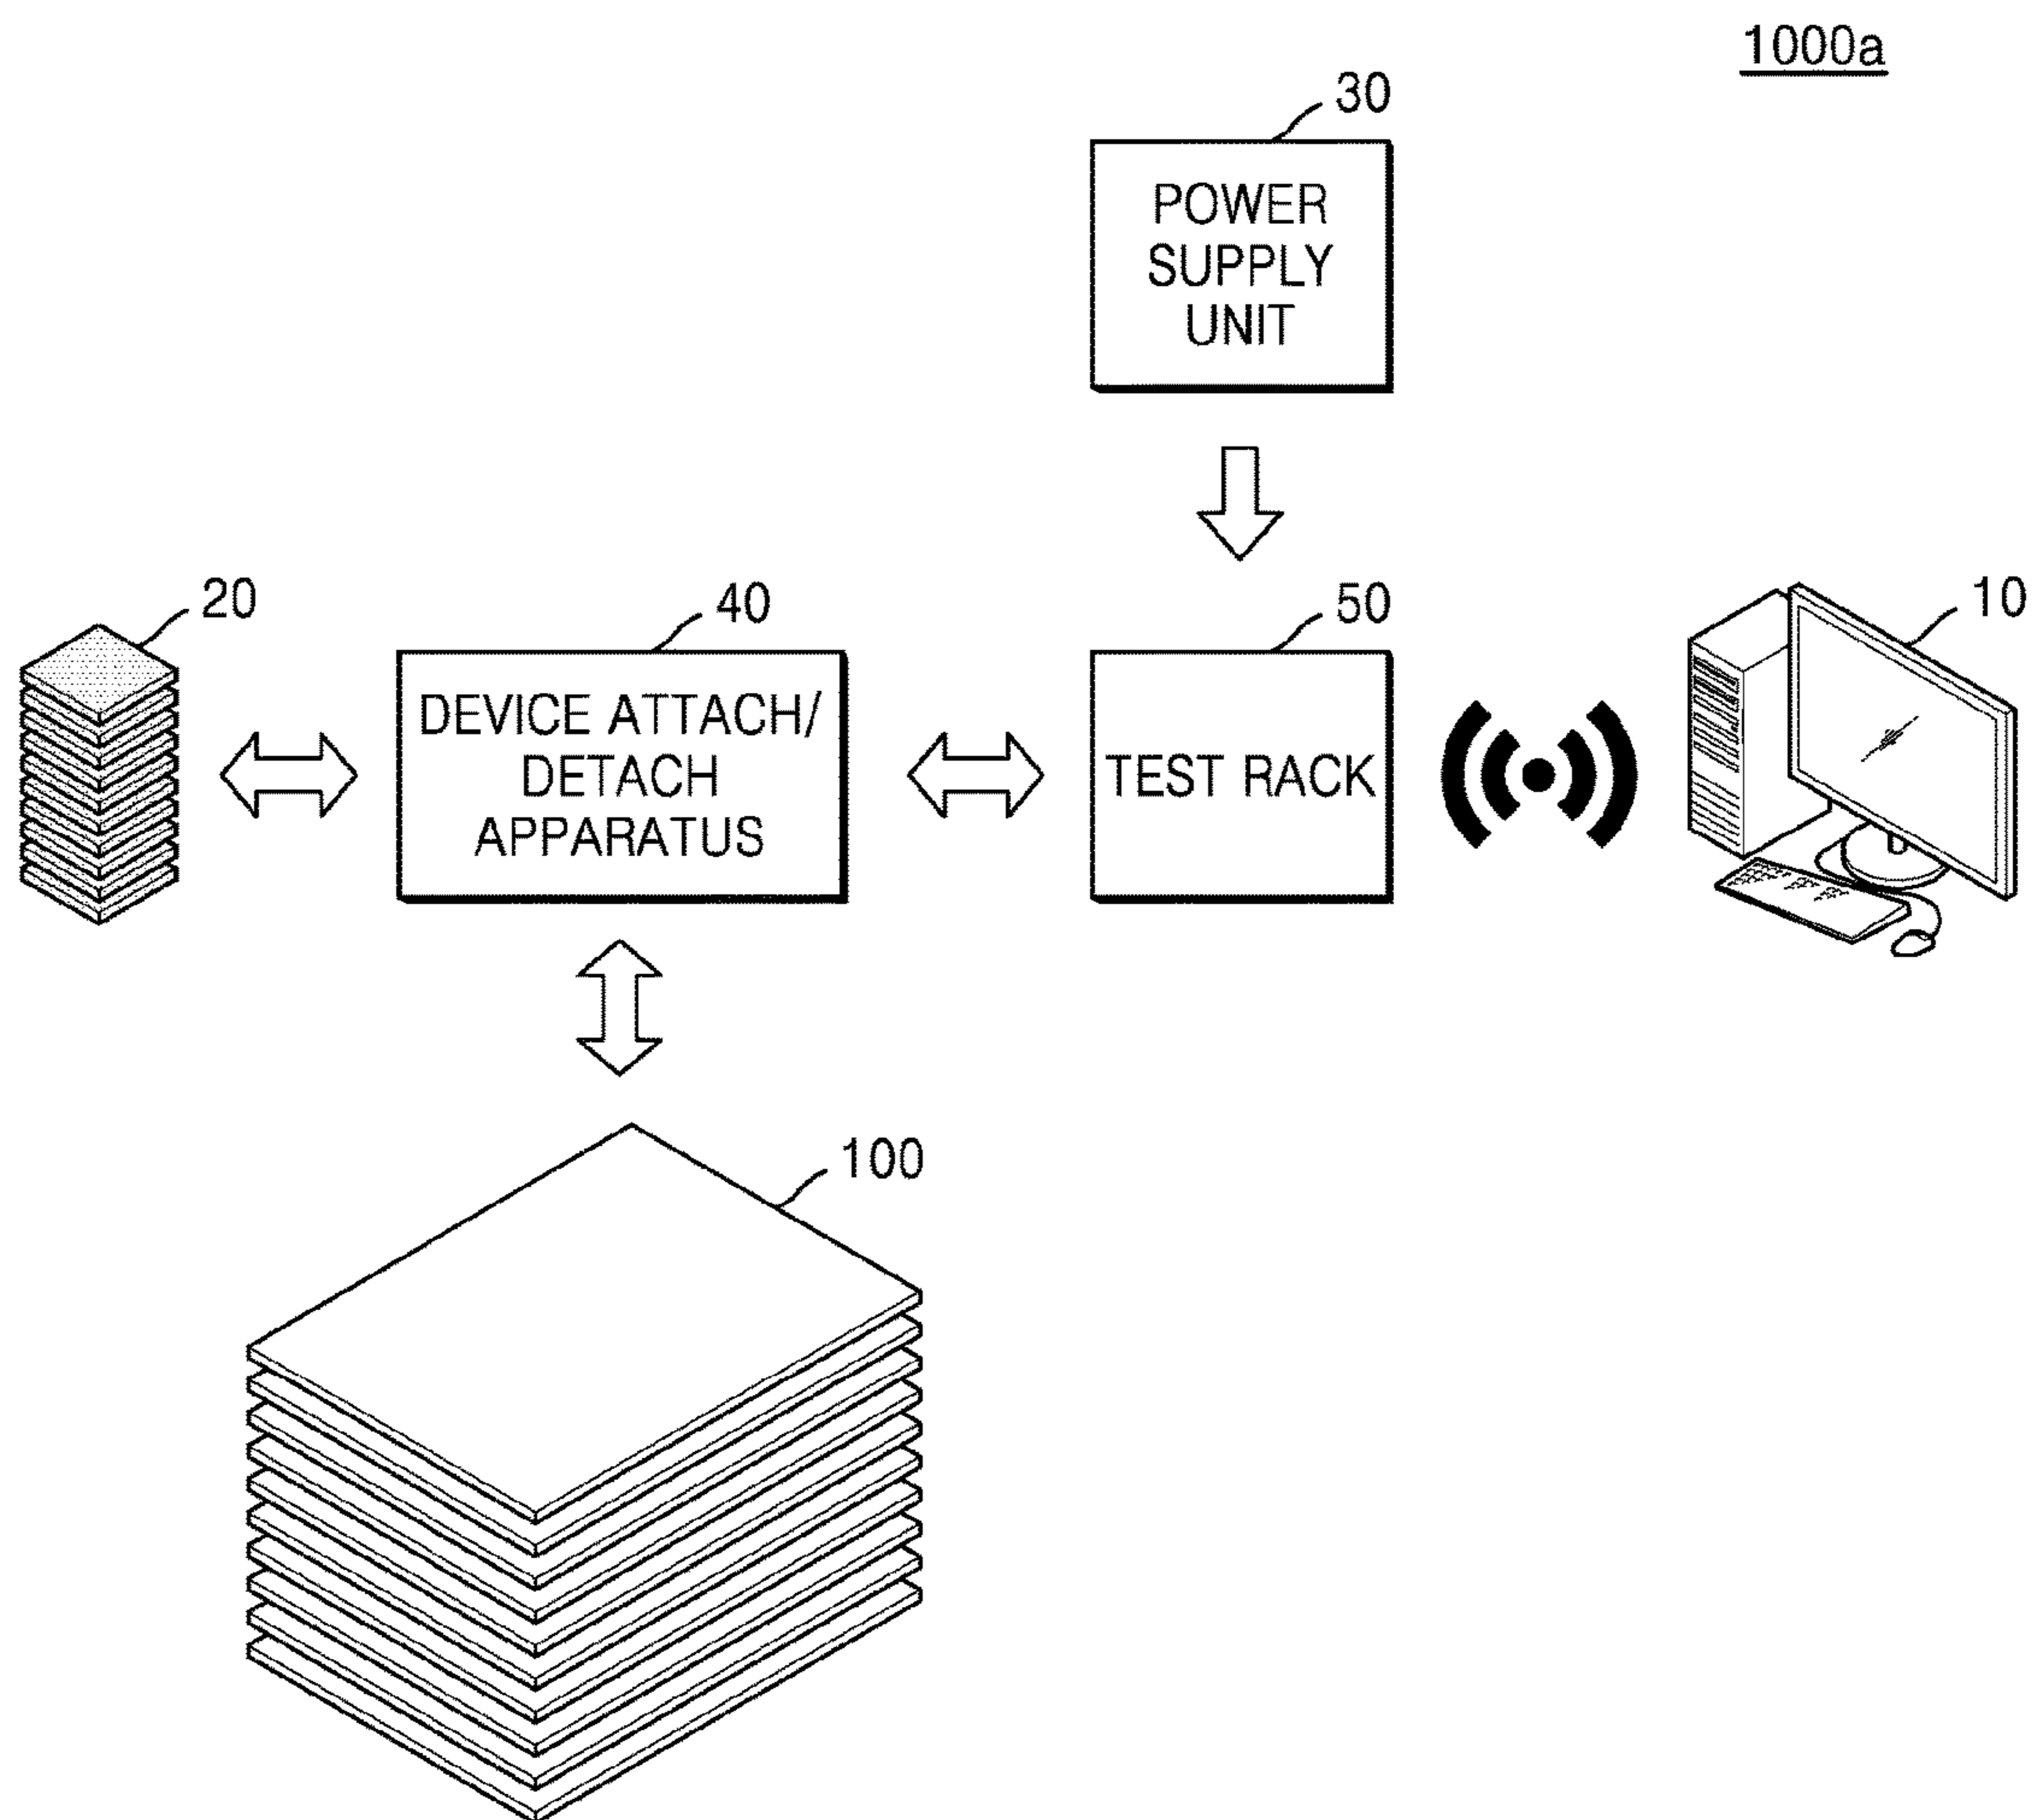 1000a
30
POWER
SUPPLY
UNIT
20
40
50
10
DEVICE ATTACH/
DETACH
APPARATUS
TEST RACK
100